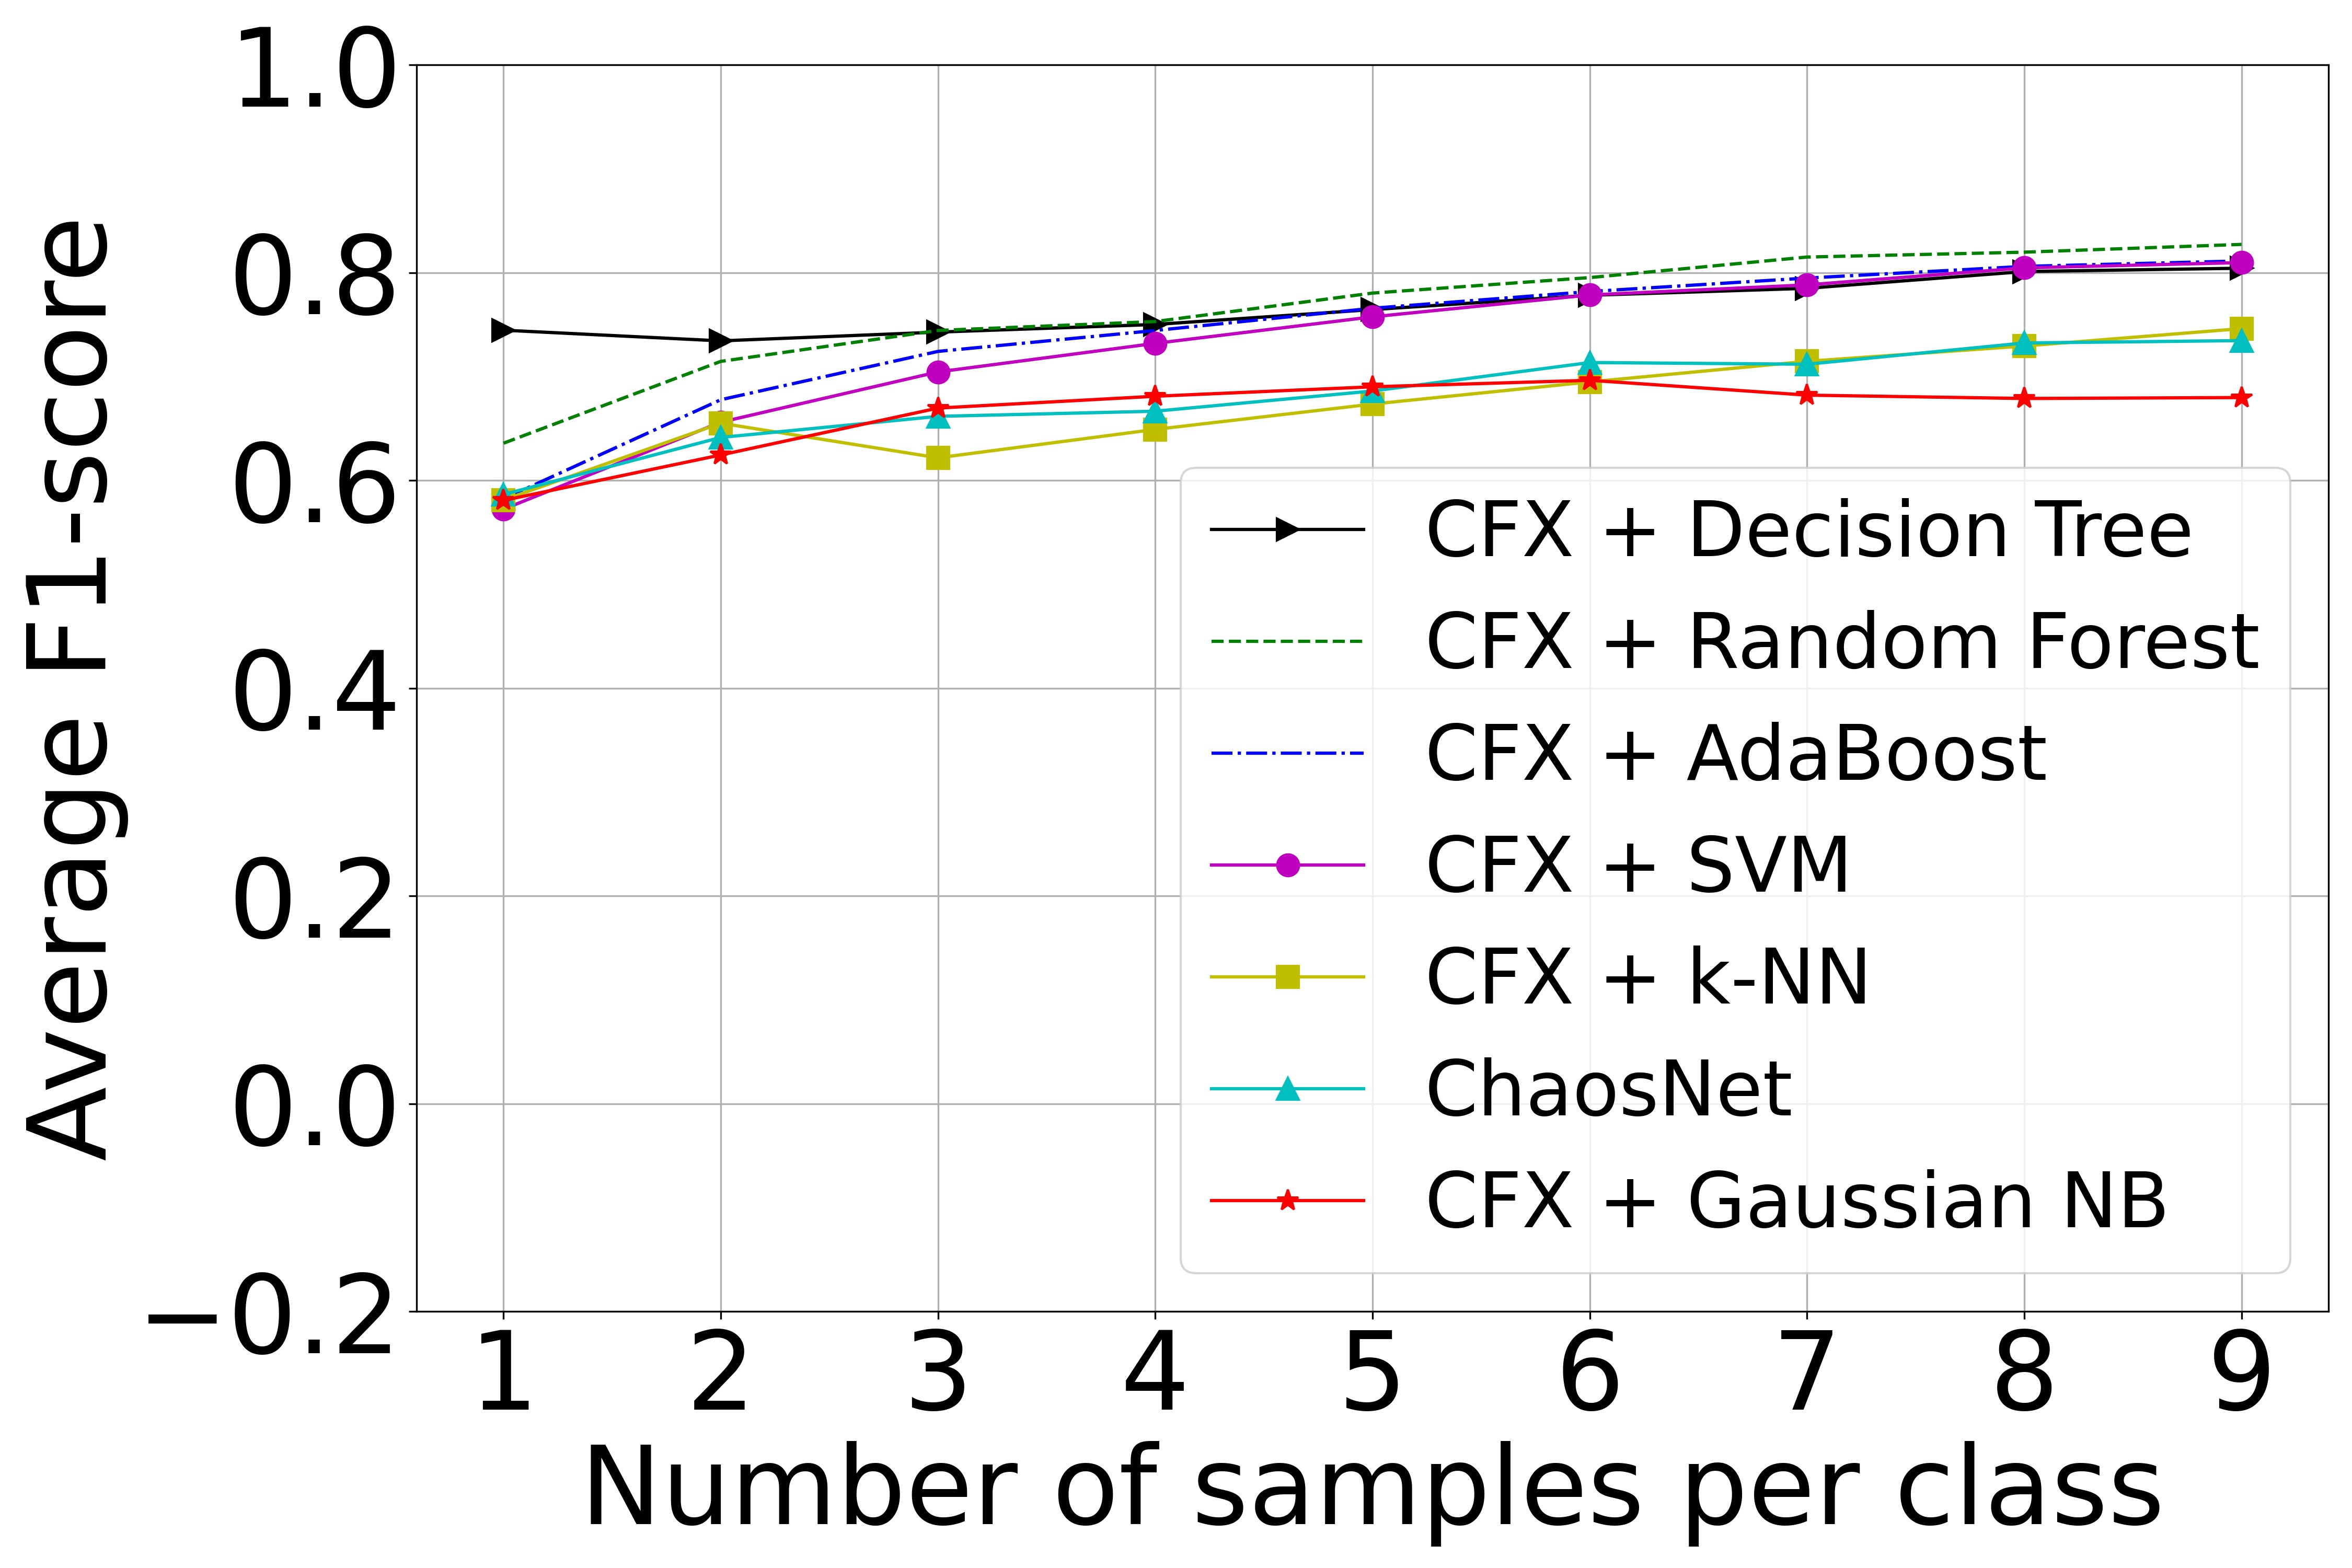 1.0
0.8
0.6
0.4
0.2
0.0
−0.2
Average F1-score
CFX + Decision Tree
CFX + Random Forest
CFX + AdaBoost
CFX + SVM
CFX + k-NN
ChaosNet
CFX + Gaussian NB
1 2 3 4 5 6 7 8 9
Number of samples per class